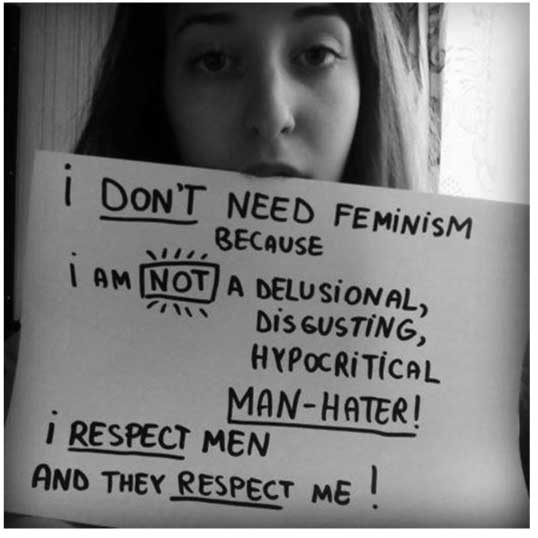 i DON'T NEED FEMINISM
BECAUSE
i AM NOT A DELUSIONAL,
DISGUSTING,
HYPOCRITICAL
MAN-HATER!
i RESPECT MEN
AND THEY RESPECT ME!